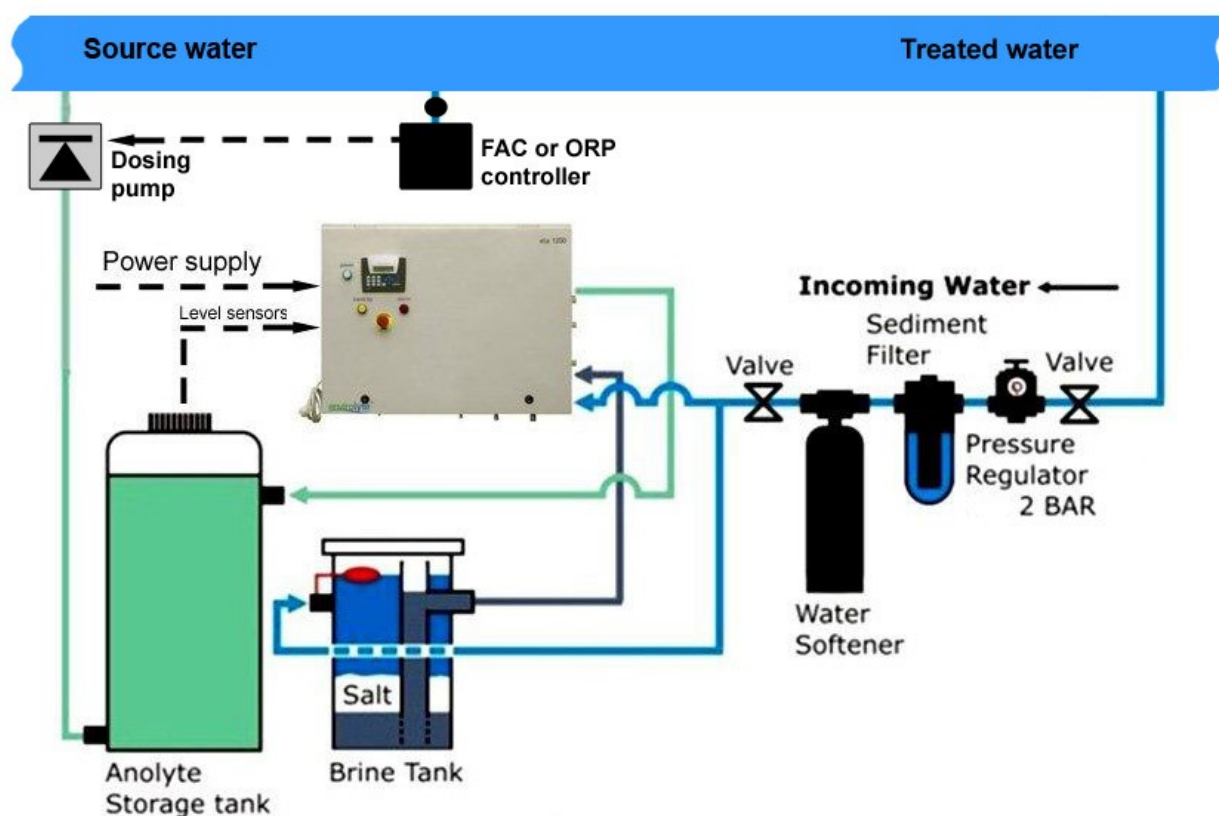 Source water
Treated water
Dosing
pump
FAC or ORP
controller
Power supply
Level sensors
Incoming Water
Sediment
Filter
Valve
Valve
Pressure
Regulator
2 BAR
Water
Softener
Salt
Brine Tank
Anolyte
Storage tank